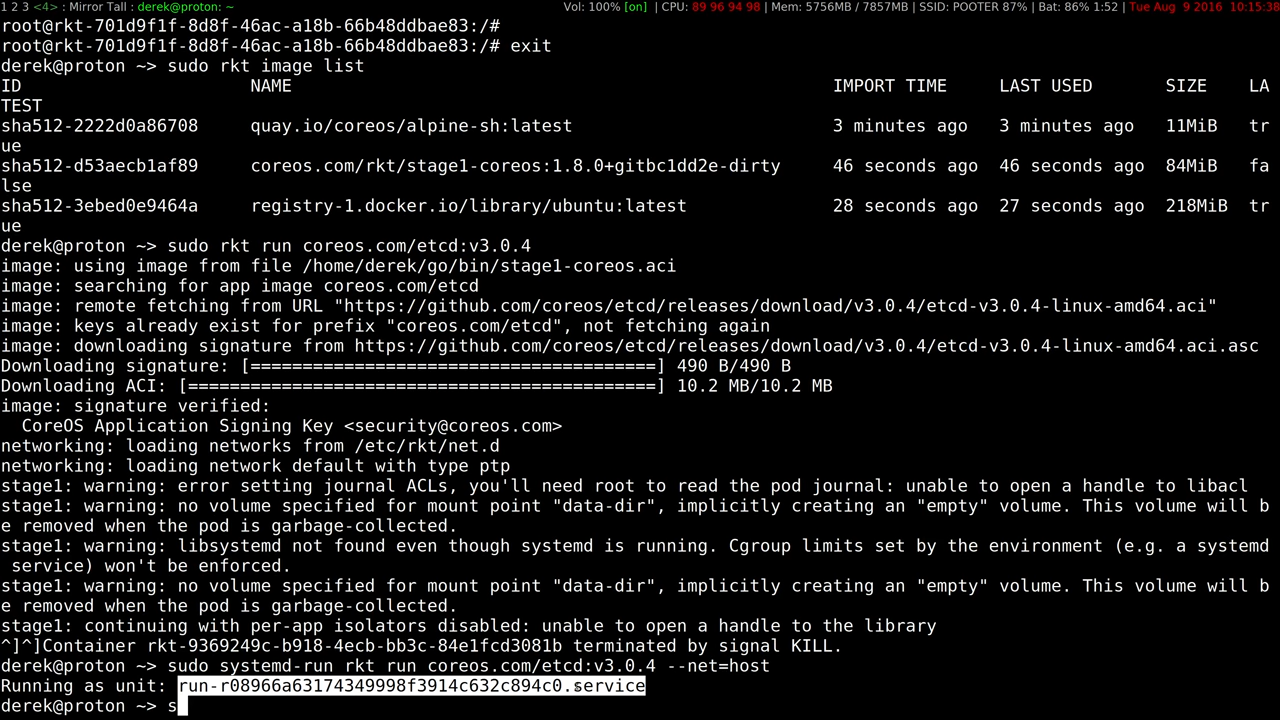 1 2 3 <4> : Mirror Tall : derek@proton: ~ Vol: 100% [on] | CPU: 89 96 94 98 | Mem: 5756MB / 7857MB | SSID: POOTER 87% | Bat: 86% 1:52 | Tue Aug  9 2016 10:15:38
root@rkt-701d9f1f-8d8f-46ac-a18b-66b48ddbae83:/#
root@rkt-701d9f1f-8d8f-46ac-a18b-66b48ddbae83:/# exit
derek@proton ~> sudo rkt image list
ID                      NAME                                                    IMPORT TIME     LAST USED       SIZE    LA
TEST
sha512-2222d0a86708     quay.io/coreos/alpine-sh:latest                         3 minutes ago   3 minutes ago   11MiB   tr
ue
sha512-d53aecb1af89     coreos.com/rkt/stage1-coreos:1.8.0+gitbc1dd2e-dirty     46 seconds ago  46 seconds ago  84MiB   fa
lse
sha512-3ebed0e9464a     registry-1.docker.io/library/ubuntu:latest              28 seconds ago  27 seconds ago  218MiB  tr
ue
derek@proton ~> sudo rkt run coreos.com/etcd:v3.0.4
image: using image from file /home/derek/go/bin/stage1-coreos.aci
image: searching for app image coreos.com/etcd
image: remote fetching from URL "https://github.com/coreos/etcd/releases/download/v3.0.4/etcd-v3.0.4-linux-amd64.aci"
image: keys already exist for prefix "coreos.com/etcd", not fetching again
image: downloading signature from https://github.com/coreos/etcd/releases/download/v3.0.4/etcd-v3.0.4-linux-amd64.aci.asc
Downloading signature: [=======================================] 490 B/490 B
Downloading ACI: [=============================================] 10.2 MB/10.2 MB
image: signature verified:
  CoreOS Application Signing Key <security@coreos.com>
networking: loading networks from /etc/rkt/net.d
networking: loading network default with type ptp
stage1: warning: error setting journal ACLs, you'll need root to read the pod journal: unable to open a handle to libacl
stage1: warning: no volume specified for mount point "data-dir", implicitly creating an "empty" volume. This volume will b
e removed when the pod is garbage-collected.
stage1: warning: libsystemd not found even though systemd is running. Cgroup limits set by the environment (e.g. a systemd
 service) won't be enforced.
stage1: warning: no volume specified for mount point "data-dir", implicitly creating an "empty" volume. This volume will b
e removed when the pod is garbage-collected.
stage1: continuing with per-app isolators disabled: unable to open a handle to the library
^]^]Container rkt-9369249c-b918-4ecb-bb3c-84e1fcd3081b terminated by signal KILL.
derek@proton ~> sudo systemd-run rkt run coreos.com/etcd:v3.0.4 --net=host
Running as unit: run-r08966a63174349998f3914c632c894c0.service
derek@proton ~> s